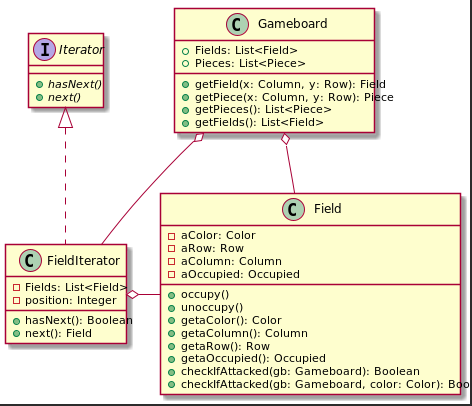 I Iterator
hasNext()
next()
C Gameboard
Fields: List<Field>
Pieces: List<Piece>
getField(x: Column, y: Row): Field
getPiece(x: Column, y: Row): Piece
getPieces(): List<Piece>
getFields(): List<Field>
C FieldIterator
Fields: List<Field>
position: Integer
hasNext(): Boolean
next(): Field
C Field
aColor: Color
aRow: Row
aColumn: Column
aOccupied: Occupied
occupy()
unoccupy()
getaColor(): Color
getaColumn(): Column
getaRow(): Row
getaOccupied(): Occupied
checkIfAttacked(gb: Gameboard): Boolean
checkIfAttacked(gb: Gameboard, color: Color): Boo